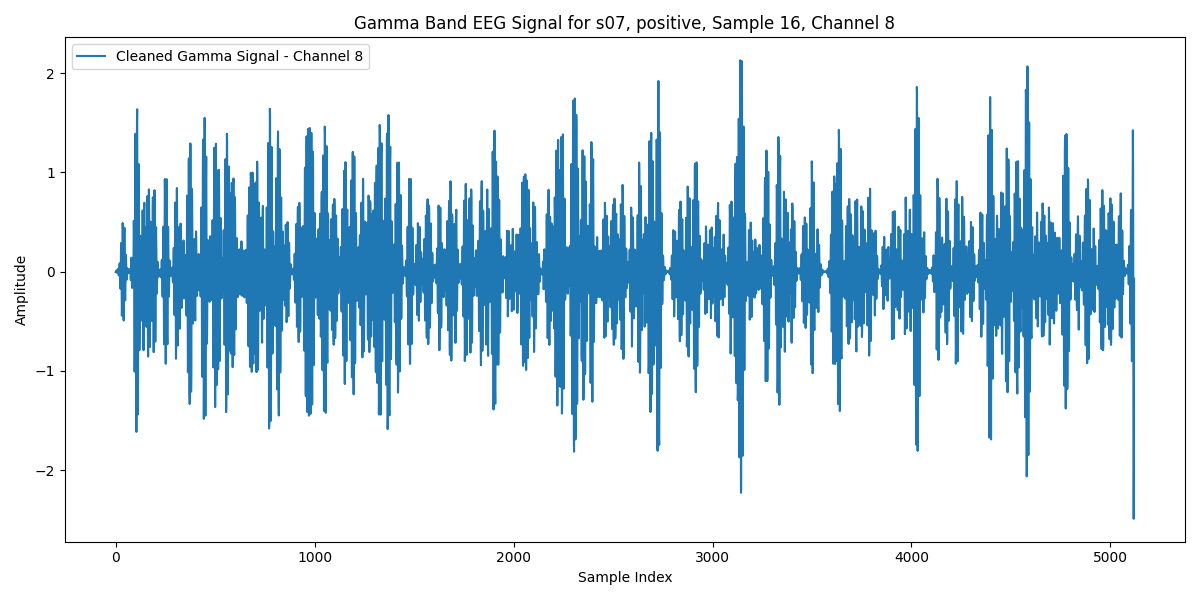 Gamma Band EEG Signal for s07, positive, Sample 16, Channel 8
Cleaned Gamma Signal - Channel 8
Amplitude
2
1
0
−1
−2
0 1000 2000 3000 4000 5000
Sample Index